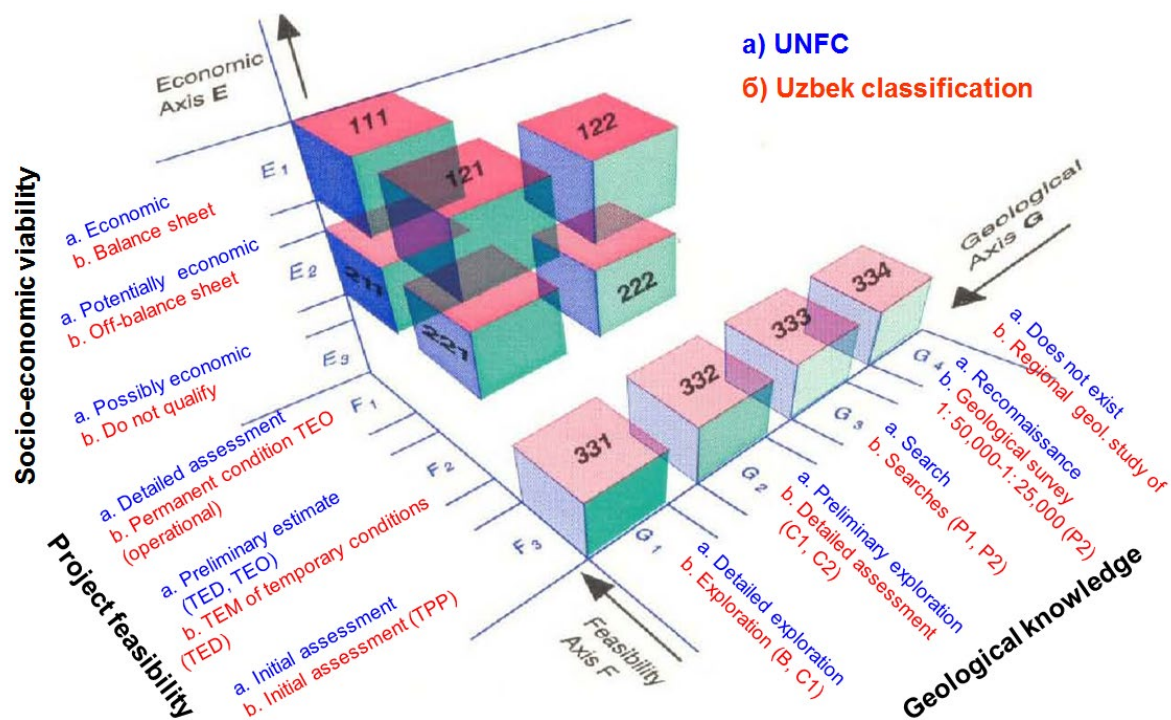 a) UNFC
б) Uzbek classification
Economic
Axis E
Socio-economic viability
E1
E2
E3
a. Economic
b. Balance sheet
a. Potentially economic
b. Off-balance sheet
a. Possibly economic
b. Do not qualify
111
121
122
211
221
222
331
332
333
334
Geological
Axis G
F1
F2
F3
G1
G2
G3
G4
a. Detailed assessment
b. Permanent condition TEO
(operational)
a. Preliminary estimate
(TED, TEO)
b. TEM of temporary conditions
(TED)
a. Initial assessment
b. Initial assessment (TPP)
Project feasibility
Feasibility
Axis F
a. Detailed exploration
b. Exploration (B, C1)
a. Preliminary exploration
b. Detailed assessment
(C1, C2)
a. Search
b. Searches (P1, P2)
a. Reconnaissance
b. Geological survey
1: 50,000-1: 25,000 (P2)
a. Does not exist
b. Regional geol. study of
Geological knowledge